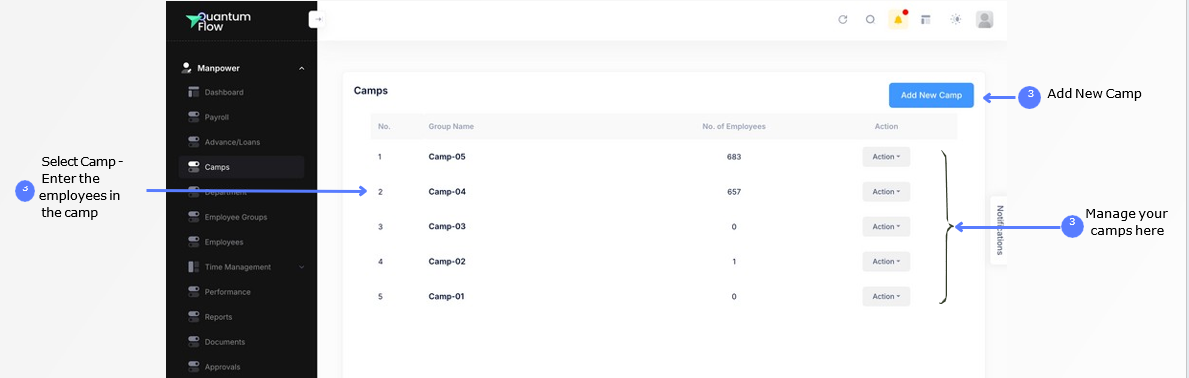 Quantum
Flow
Manpower
Dashboard
Payroll
Advance/Loans
Camps
Department
Employee Groups
Employees
Time Management
Performance
Reports
Documents
Approvals
Select Camp -
Enter the
employees in
the camp
3
Camps
Add New Camp
3
Add New Camp
No. Group Name No. of Employees Action
1 Camp-05 683 Action
2 Camp-04 657 Action
3 Camp-03 0 Action
4 Camp-02 1 Action
5 Camp-01 0 Action
Notifications
3
Manage your
camps here